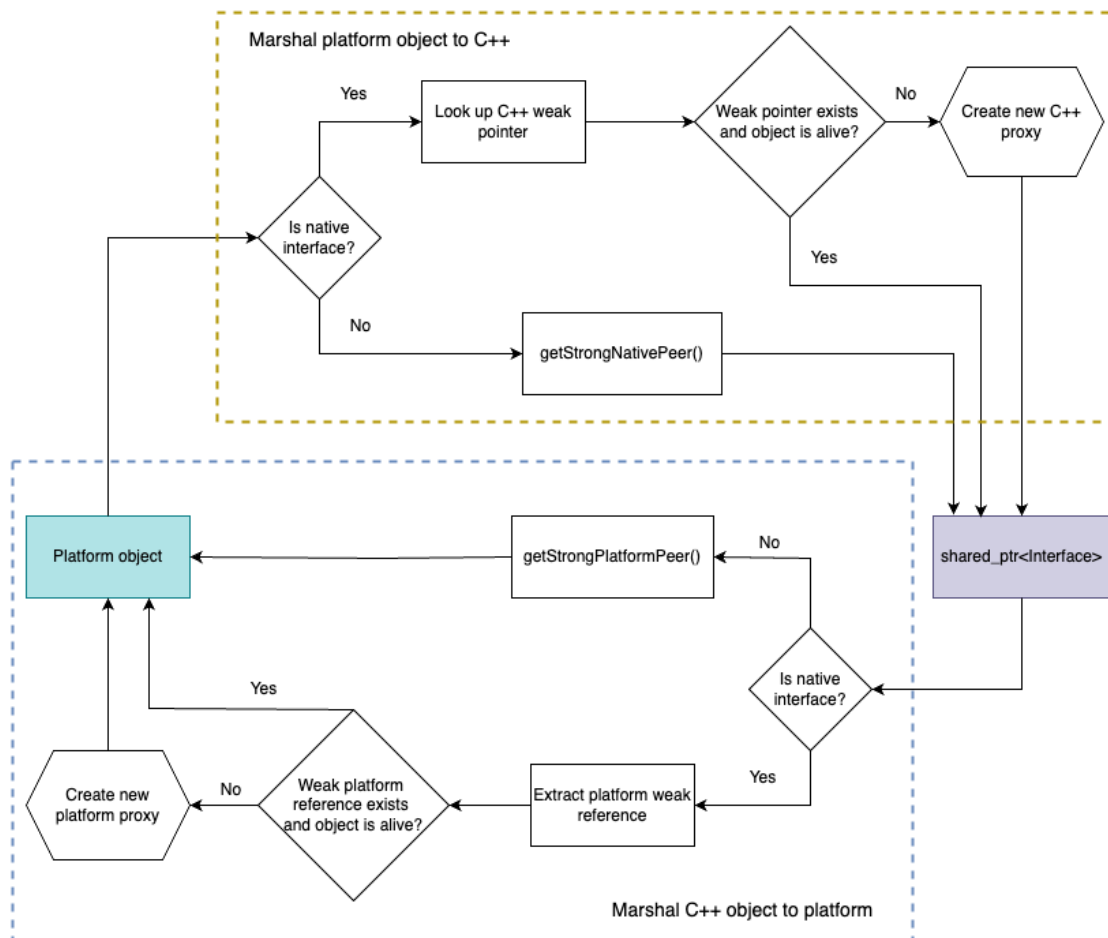 Marshal platform object to C++
Yes
Look up C++ weak
pointer
Weak pointer exists
and object is alive?
No
Create new C++
proxy
Is native
interface?
Yes
No
getStrongNativePeer()
Platform object
getStrongPlatformPeer()
No
shared_ptr<Interface>
Is native
interface?
Yes
Create new
platform proxy
No
Weak platform
reference exists
and object is alive?
Extract platform weak
reference
Yes
Marshal C++ object to platform